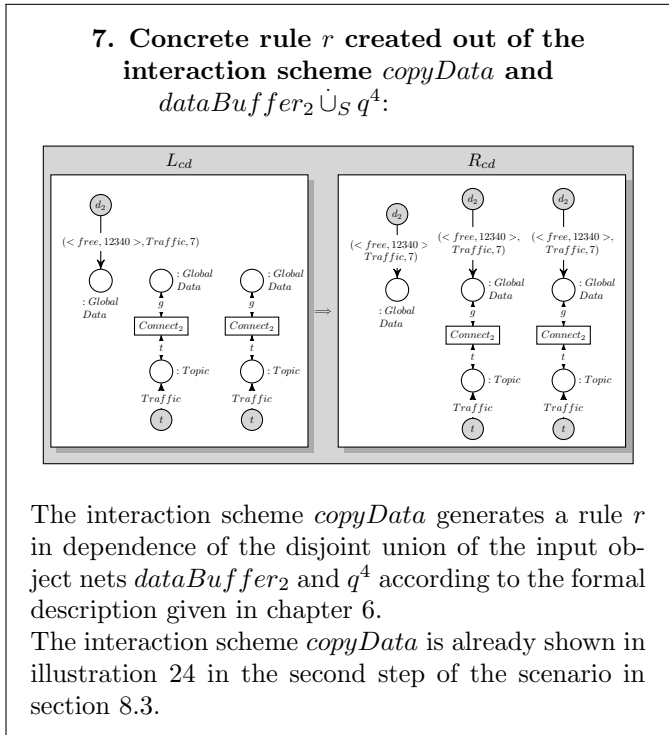 7. Concrete rule r created out of the
interaction scheme copyData and
dataBuffer₂ ∪̇_S q⁴:
L_cd
R_cd
d₂
(< free, 12340 >, Traffic, 7)
: Global
Data
: Global
Data
: Global
Data
g
g
Connect₂
Connect₂
t
t
: Topic
: Topic
Traffic
Traffic
t
t
⇒
d₂
d₂
d₂
(< free, 12340 >
Traffic, 7)
(< free, 12340 >,
Traffic, 7)
(< free, 12340 >,
Traffic, 7)
: Global
Data
: Global
Data
: Global
Data
g
g
Connect₂
Connect₂
t
t
: Topic
: Topic
Traffic
Traffic
t
t
The interaction scheme copyData generates a rule r
in dependence of the disjoint union of the input ob-
ject nets dataBuffer₂ and q⁴ according to the formal
description given in chapter 6.
The interaction scheme copyData is already shown in
illustration 24 in the second step of the scenario in
section 8.3.